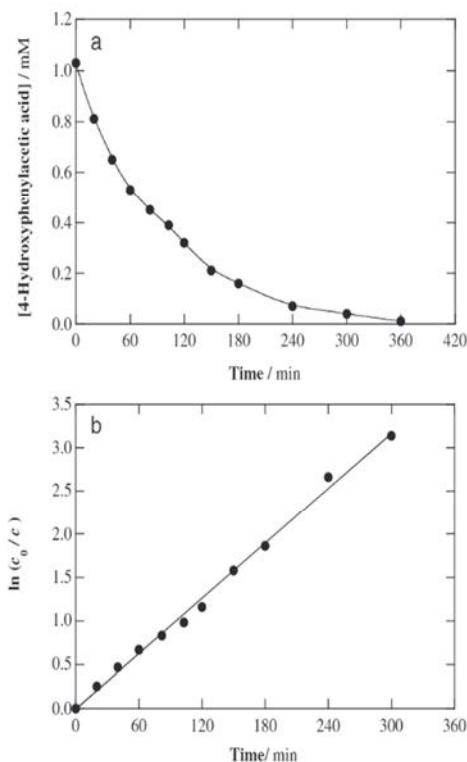 a
[4-Hydroxyphenylacetic acid] / mM
1.2
1.0
0.8
0.6
0.4
0.2
0.0
0 60 120 180 240 300 360 420
Time / min
b
ln (c₀ / c)
3.5
3.0
2.5
2.0
1.5
1.0
0.5
0.0
0 60 120 180 240 300 360
Time/ min